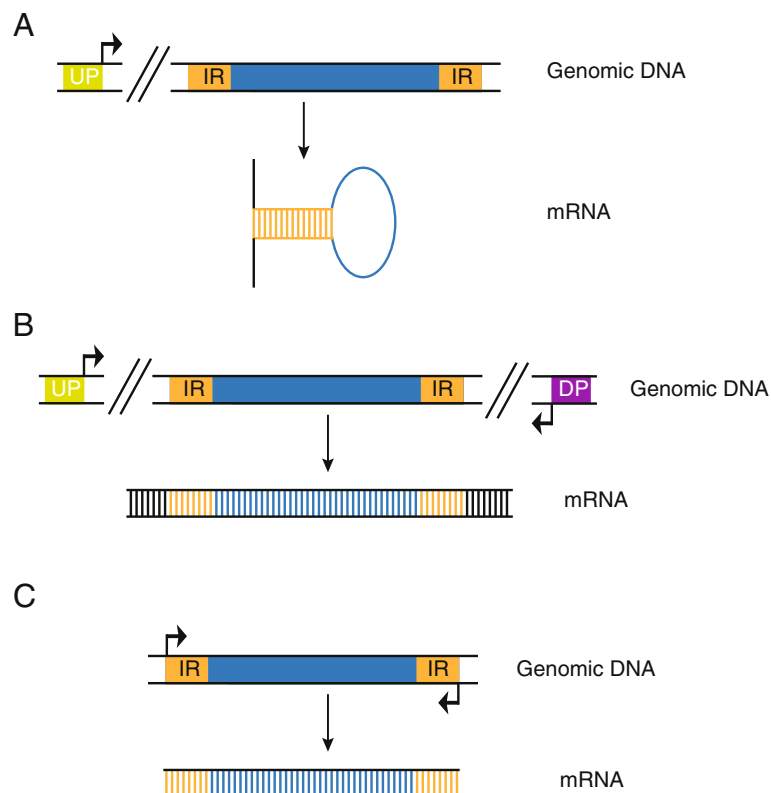 A
UP IR IR Genomic DNA
mRNA
B
UP IR IR DP Genomic DNA
mRNA
C
IR IR Genomic DNA
mRNA